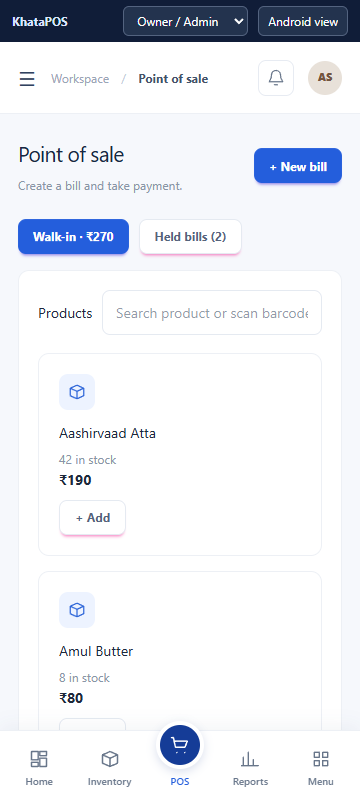 KhataPOS
Owner / Admin
Android view
Workspace / Point of sale
AS
Point of sale
Create a bill and take payment.
+ New bill
Walk-in · ₹270
Held bills (2)
Products
Search product or scan barcode
Aashirvaad Atta
42 in stock
₹190
+ Add
Amul Butter
8 in stock
₹80
Home
Inventory
POS
Reports
Menu